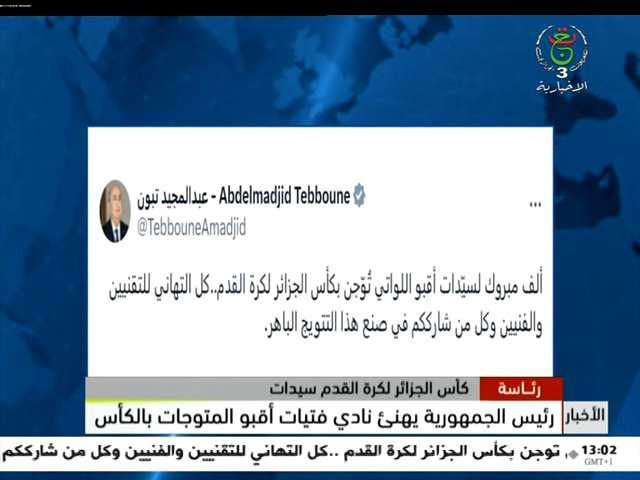 3
الإخبارية
عبدالمجيد تبون - Abdelmadjid Tebboune
@TebbouneAmadjid
...
ألف مبروك لسيّدات أقبو اللواتي تُوّجن بكأس الجزائر لكرة القدم..كل التهاني للتقنيين
والفنيين وكل من شارككم في صنع هذا التتويج الباهر.
رئـاسة
كأس الجزائر لكرة القدم سيدات
الأخبار
رئيس الجمهورية يهنئ نادي فتيات أقبو المتوجات بالكأس
13:02
GMT+1
توجن بكأس الجزائر لكرة القدم ..كل التهاني للتقنيين والفنيين وكل من شارككم